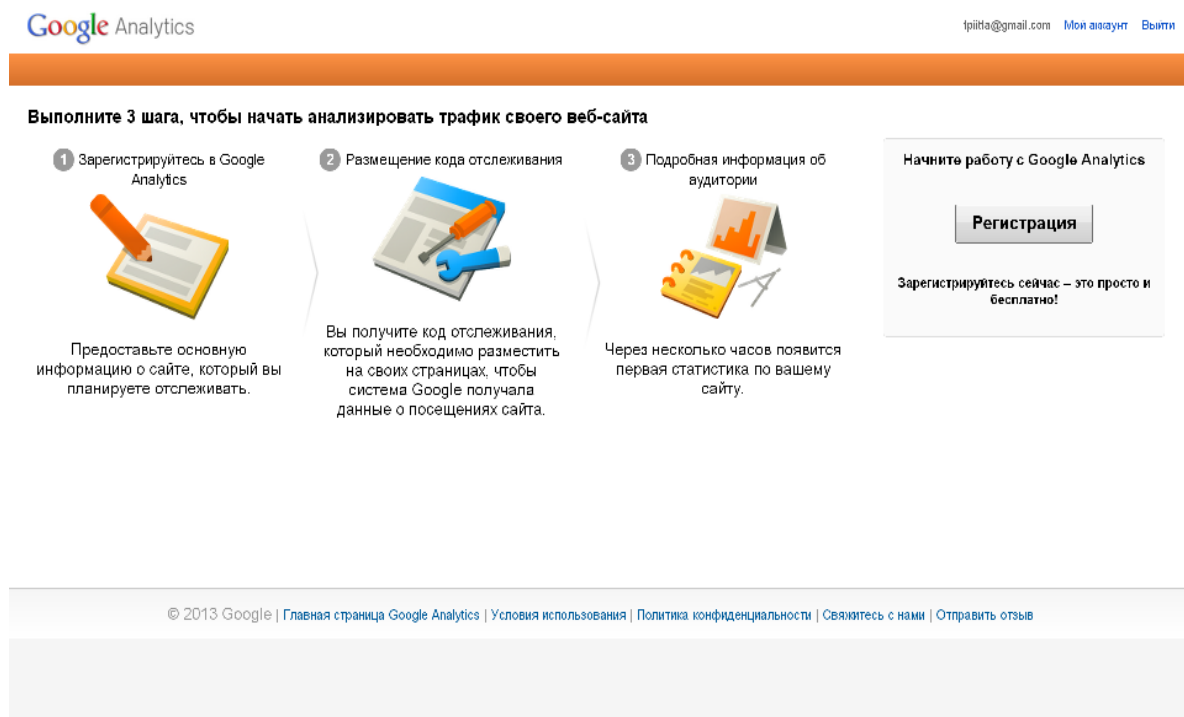 Google Analytics
tpiitta@gmail.com Мой аккаунт Выйти
Выполните 3 шага, чтобы начать анализировать трафик своего веб-сайта
1 Зарегистрируйтесь в Google
Analytics
Предоставьте основную
информацию о сайте, который вы
планируете отслеживать.
2 Размещение кода отслеживания
Вы получите код отслеживания,
который необходимо разместить
на своих страницах, чтобы
система Google получала
данные о посещениях сайта.
3 Подробная информация об
аудитории
Через несколько часов появится
первая статистика по вашему
сайту.
Начните работу с Google Analytics
Регистрация
Зарегистрируйтесь сейчас – это просто и
бесплатно!
© 2013 Google | Главная страница Google Analytics | Условия использования | Политика конфиденциальности | Свяжитесь с нами | Отправить отзыв